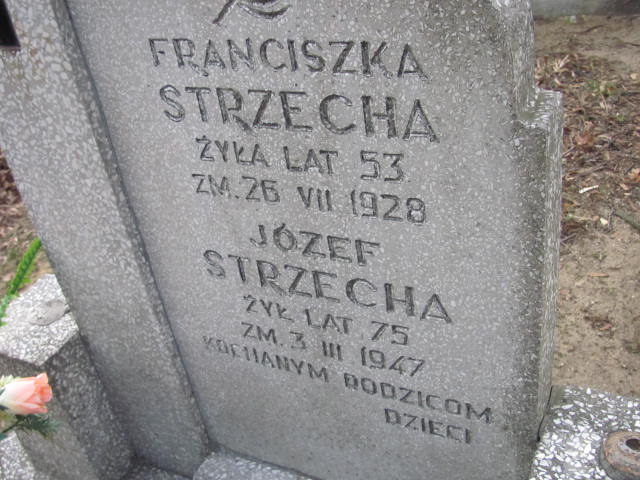 FRANCISZKA
STRZECHA
ŻYŁA LAT 53
ZM. 26 VII 1928
JÓZEF
STRZECHA
ŻYŁ LAT 75
ZM. 3 III 1947
KOCHANYM RODZICOM
DZIECI